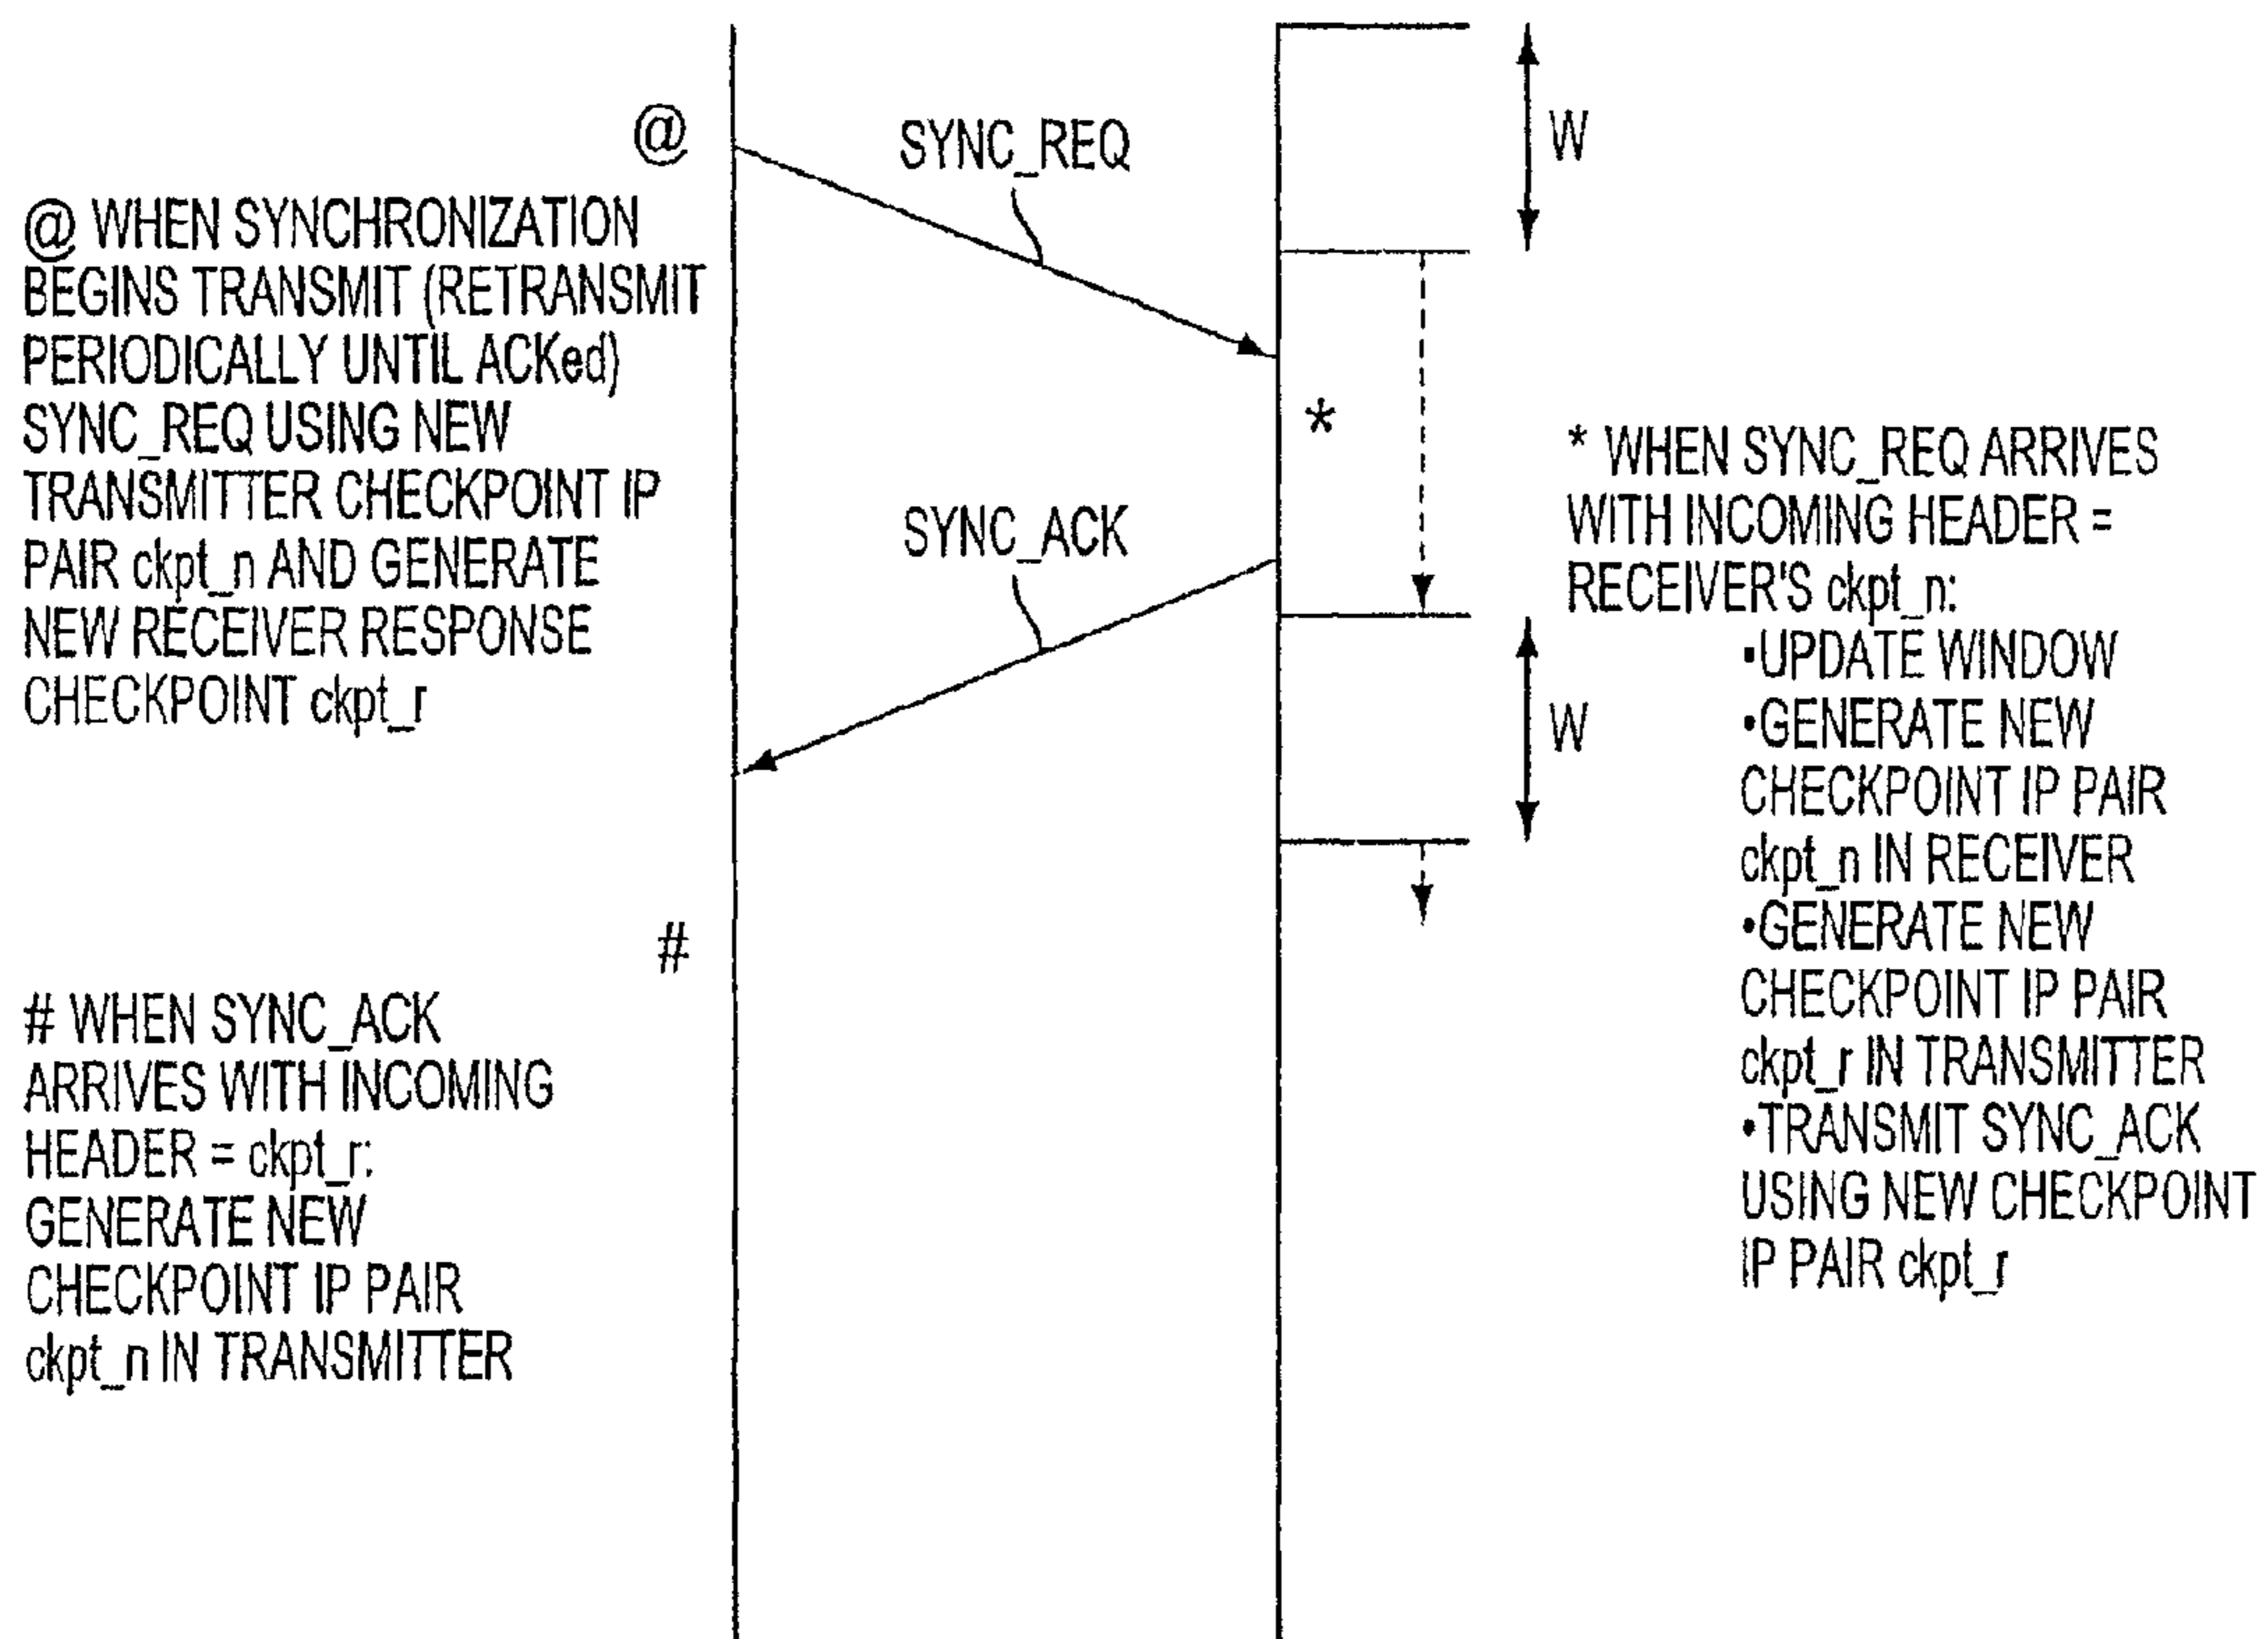 @
@ WHEN SYNCHRONIZATION
BEGINS TRANSMIT (RETRANSMIT
PERIODICALLY UNTIL ACKed)
SYNC_REQ USING NEW
TRANSMITTER CHECKPOINT IP
PAIR ckpt_n AND GENERATE
NEW RECEIVER RESPONSE
CHECKPOINT ckpt_r
#
# WHEN SYNC_ACK
ARRIVES WITH INCOMING
HEADER = ckpt_r:
GENERATE NEW
CHECKPOINT IP PAIR
ckpt_n IN TRANSMITTER
SYNC_REQ
SYNC_ACK
W
*
W
* WHEN SYNC_REQ ARRIVES
WITH INCOMING HEADER =
RECEIVER'S ckpt_n:
•UPDATE WINDOW
•GENERATE NEW
CHECKPOINT IP PAIR
ckpt_n IN RECEIVER
•GENERATE NEW
CHECKPOINT IP PAIR
ckpt_r IN TRANSMITTER
•TRANSMIT SYNC_ACK
USING NEW CHECKPOINT
IP PAIR ckpt_r